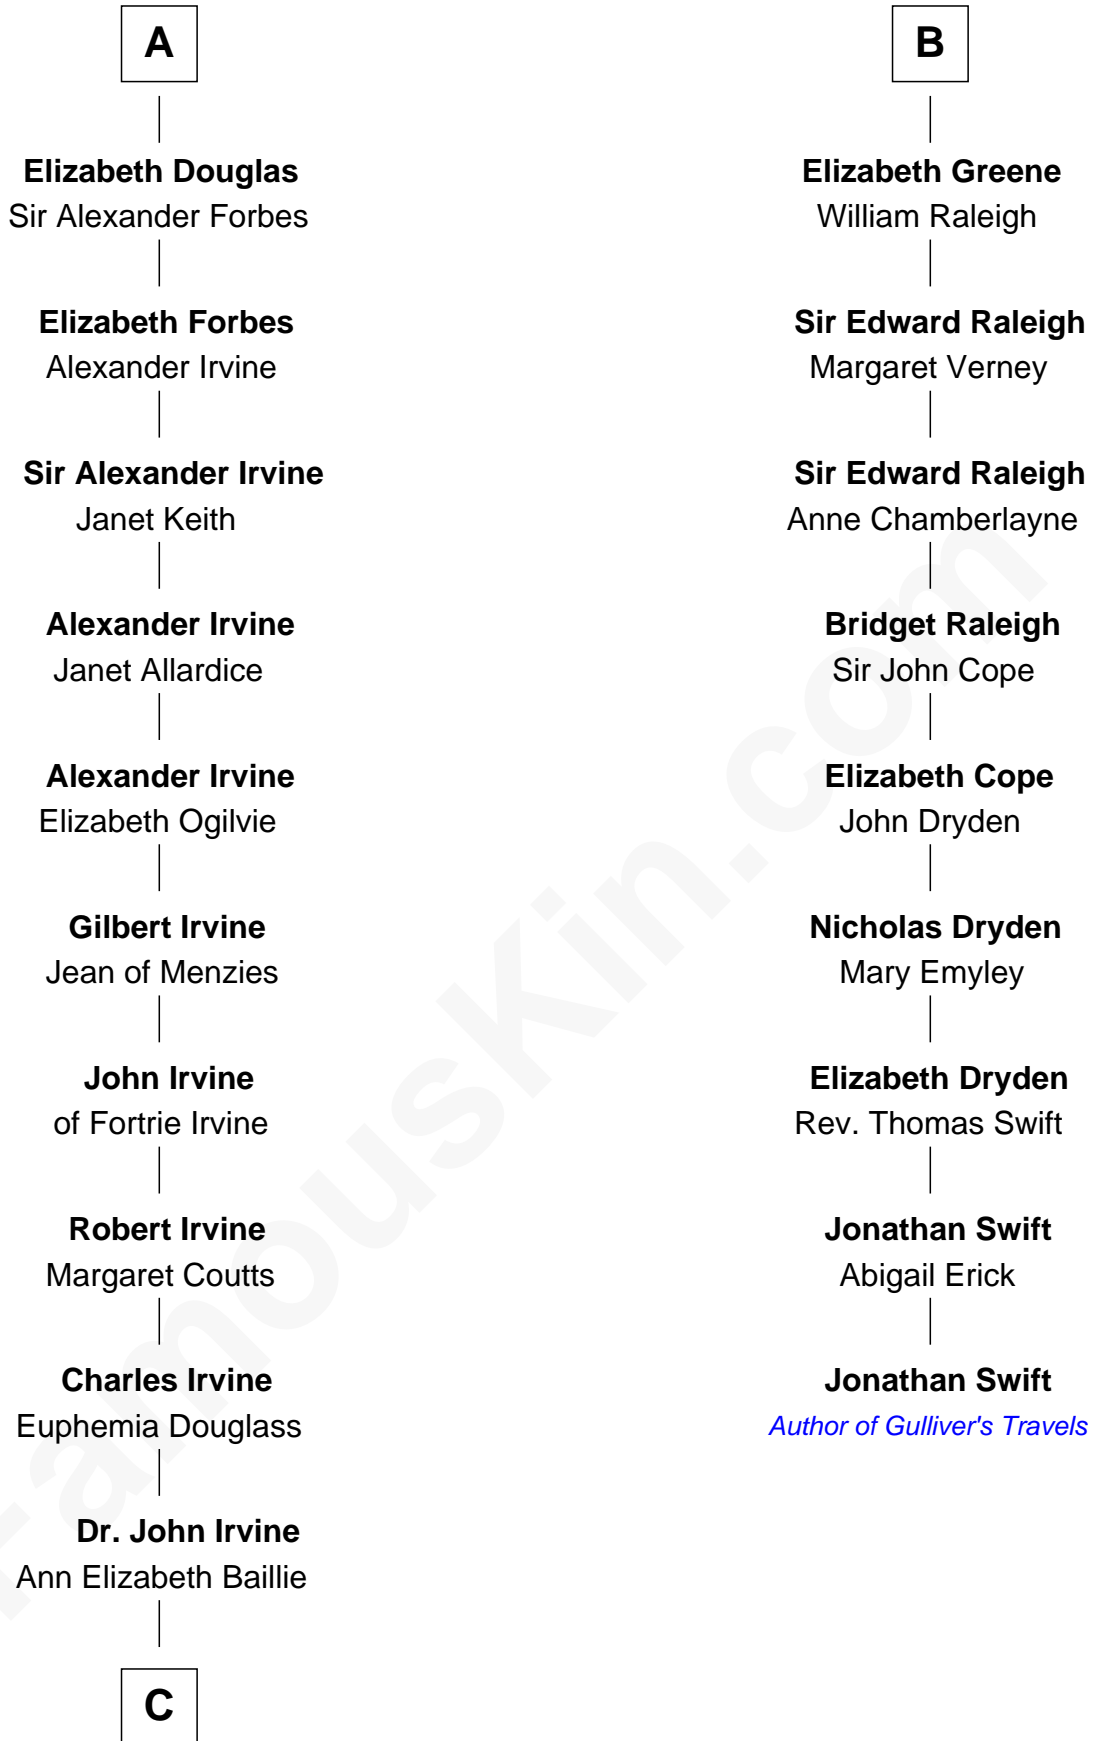 A
Elizabeth Douglas
Sir Alexander Forbes
Elizabeth Forbes
Alexander Irvine
Sir Alexander Irvine
Janet Keith
Alexander Irvine
Janet Allardice
Alexander Irvine
Elizabeth Ogilvie
Gilbert Irvine
Jean of Menzies
John Irvine
of Fortrie Irvine
Robert Irvine
Margaret Coutts
Charles Irvine
Euphemia Douglass
Dr. John Irvine
Ann Elizabeth Baillie
C
B
Elizabeth Greene
William Raleigh
Sir Edward Raleigh
Margaret Verney
Sir Edward Raleigh
Anne Chamberlayne
Bridget Raleigh
Sir John Cope
Elizabeth Cope
John Dryden
Nicholas Dryden
Mary Emyley
Elizabeth Dryden
Rev. Thomas Swift
Jonathan Swift
Abigail Erick
Jonathan Swift
Author of Gulliver's Travels
FamousKin.com